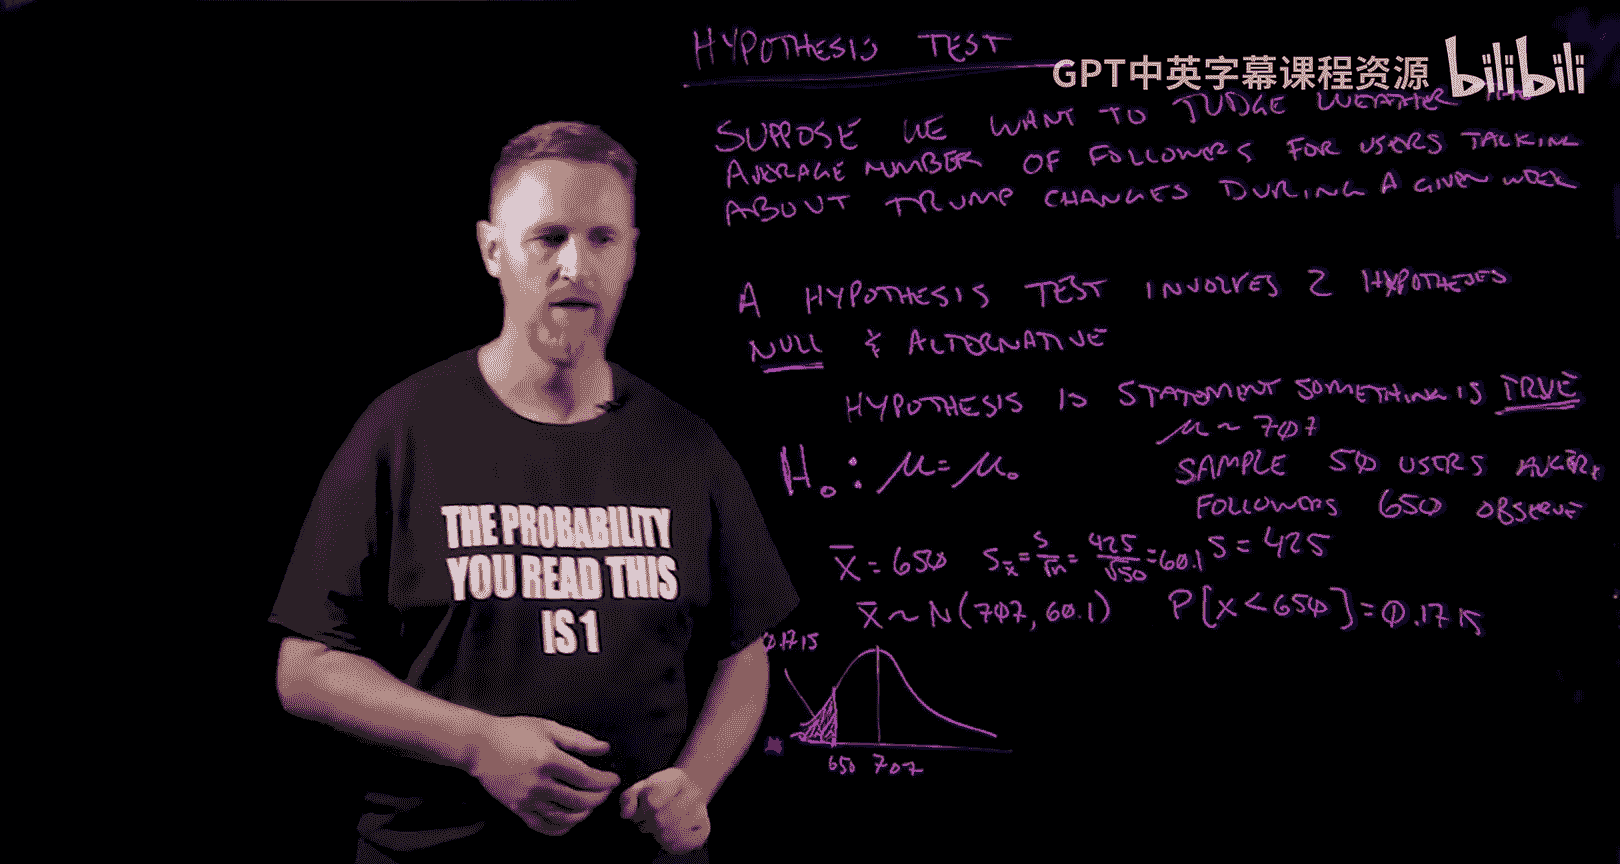 HYPOTHESIS TEST
GPT中英字幕课程资源 bilibili
SUPPOSE WE WANT TO JUDGE WEATHER THE
AVERAGE NUMBER OF FOLLOWERS FOR USERS TALKING
ABOUT TRUMP CHANGES DURING A GIVEN WEEK
A HYPOTHESIS TEST INVOLVES 2 HYPOTHESES
NULL & ALTERNATIVE
HYPOTHESIS IS STATEMENT SOMETHING IS TRUE
μ ~ 707
H₀: μ = μ₀
SAMPLE 50 USERS
FOLLOWERS 650 OBSERVE
x̄ = 650 s_x̄ = s/√n = 425/√50 = 60.1 S = 425
x̄ ~ N(707, 60.1) P[X < 650] = 0.1715
0.1715
650 707
THE PROBABILITY
YOU READ THIS
IS 1